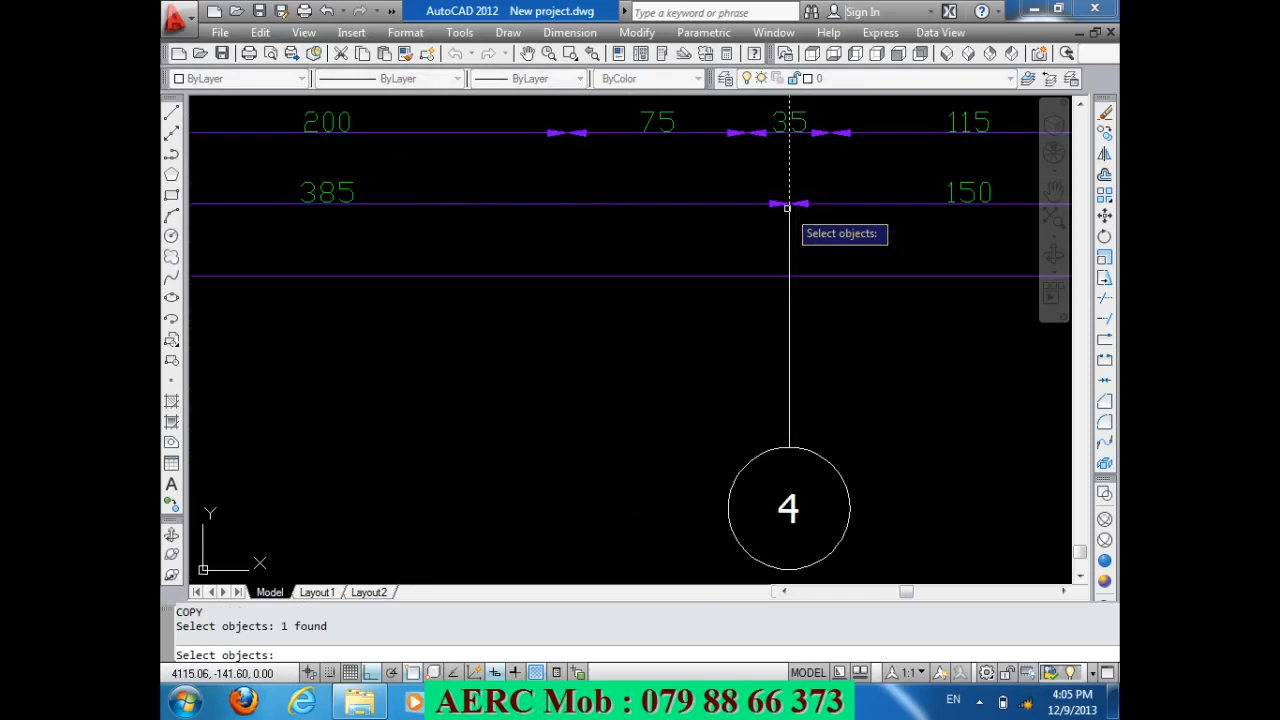 AutoCAD 2012 New project.dwg
Type a keyword or phrase
Sign In
File Edit View Insert Format Tools Draw Dimension Modify Parametric Window Help Express Data View
ByLayer ByLayer ByLayer ByColor 0
200 75 35 115
385 150
Select objects:
4
Y
X
A
Model Layout1 Layout2
COPY
Select objects: 1 found
Select objects:
4115.06, -141.60, 0.00 MODEL 1:1
AERC Mob : 079 88 66 373
EN
4:05 PM
12/9/2013